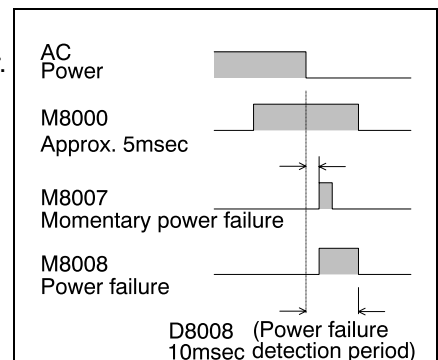 AC
Power
M8000
Approx. 5msec
M8007
Momentary power failure
M8008
Power failure
D8008 (Power failure
10msec detection period)